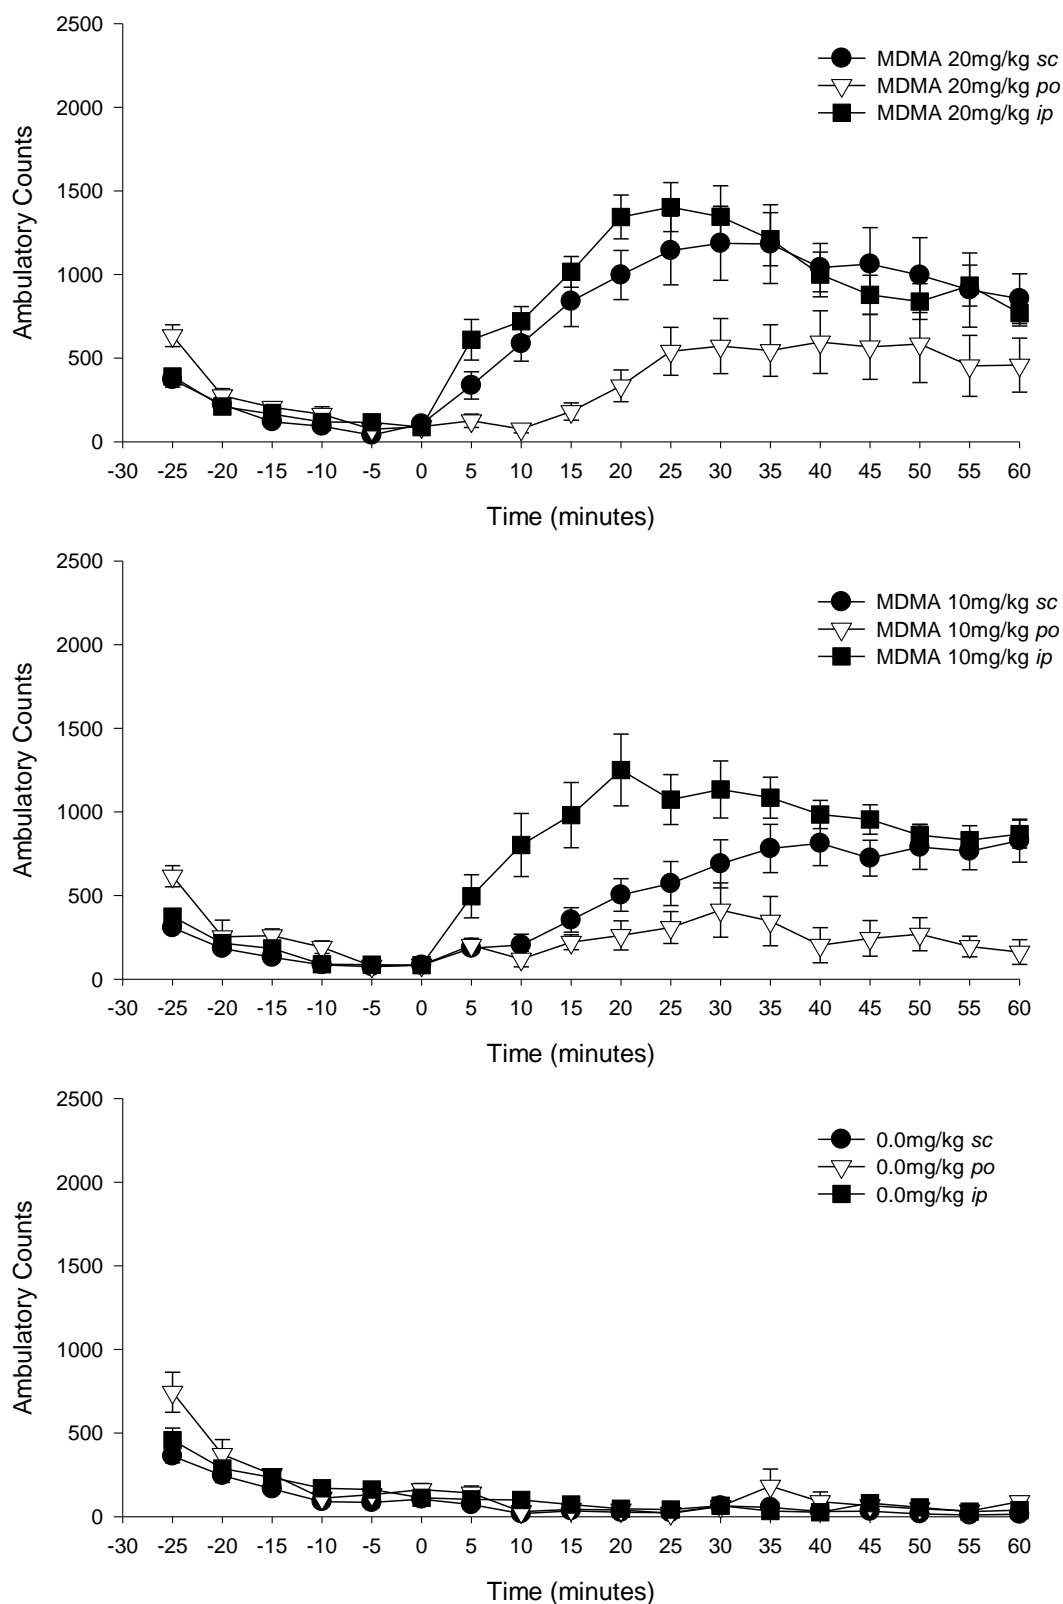 2500
2000
1500
1000
500
0
Ambulatory Counts
MDMA 20mg/kg sc
MDMA 20mg/kg po
MDMA 20mg/kg ip
-30 -25 -20 -15 -10 -5 0 5 10 15 20 25 30 35 40 45 50 55 60
Time (minutes)
2500
2000
1500
1000
500
0
Ambulatory Counts
MDMA 10mg/kg sc
MDMA 10mg/kg po
MDMA 10mg/kg ip
-30 -25 -20 -15 -10 -5 0 5 10 15 20 25 30 35 40 45 50 55 60
Time (minutes)
2500
2000
1500
1000
500
0
Ambulatory Counts
0.0mg/kg sc
0.0mg/kg po
0.0mg/kg ip
-30 -25 -20 -15 -10 -5 0 5 10 15 20 25 30 35 40 45 50 55 60
Time (minutes)